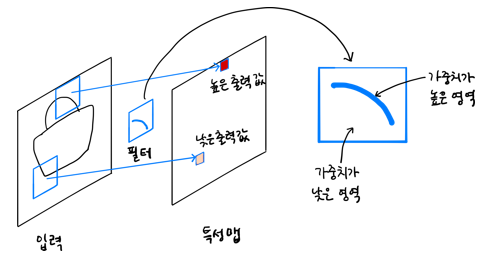 높은 출력 값
가중치가
높은 영역
낮은출력값
필터
가중치가
낮은 영역
입력
특성맵